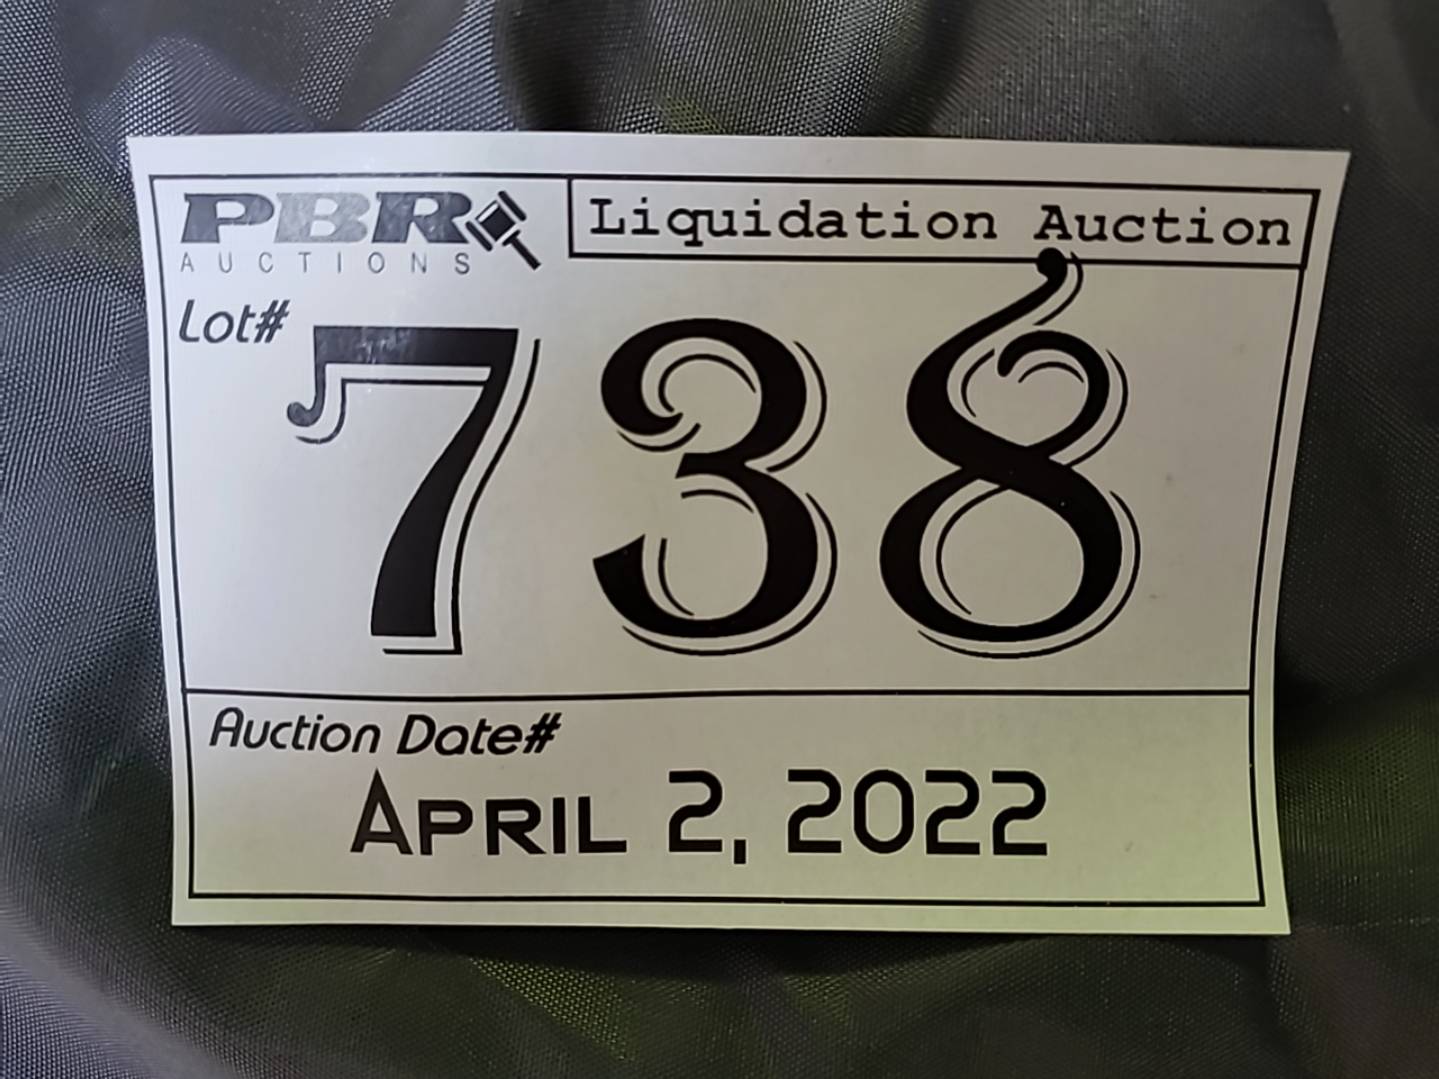 PBR
AUCTIONS
Liquidation Auction
Lot#
738
Auction Date#
April 2, 2022